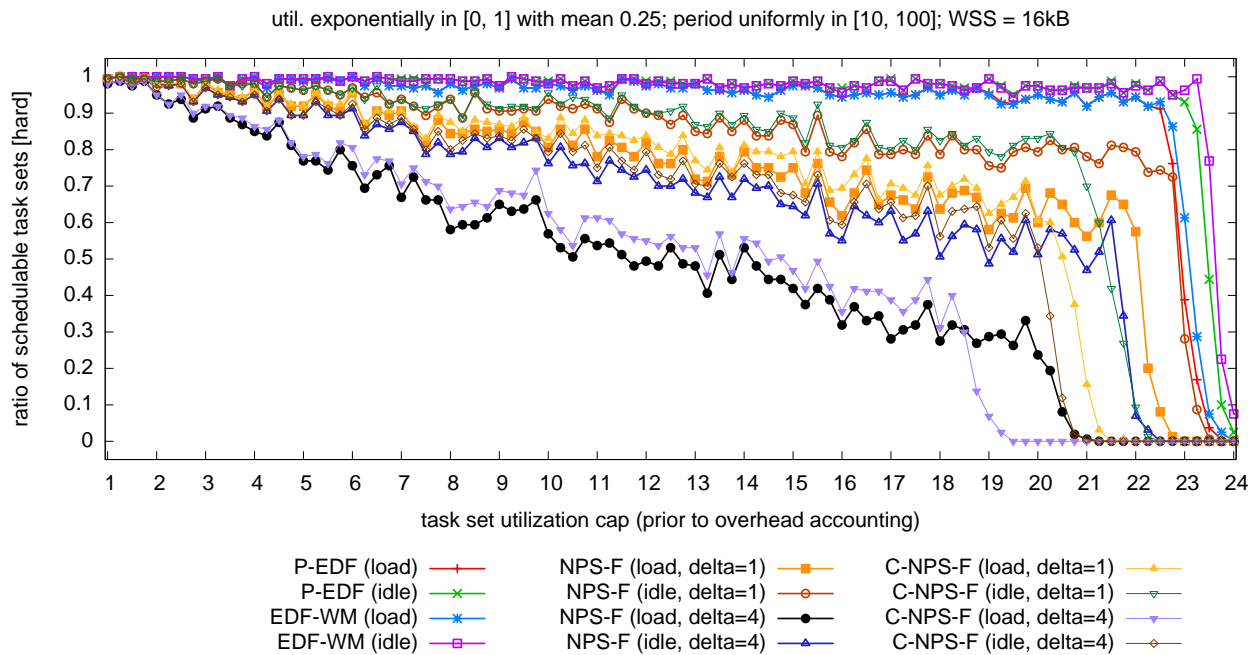 util. exponentially in [0, 1] with mean 0.25; period uniformly in [10, 100]; WSS = 16kB
ratio of schedulable task sets [hard]
1
0.9
0.8
0.7
0.6
0.5
0.4
0.3
0.2
0.1
0
1 2 3 4 5 6 7 8 9 10 11 12 13 14 15 16 17 18 19 20 21 22 23 24
task set utilization cap (prior to overhead accounting)
P-EDF (load) NPS-F (load, delta=1) C-NPS-F (load, delta=1)
P-EDF (idle) NPS-F (idle, delta=1) C-NPS-F (idle, delta=1)
EDF-WM (load) NPS-F (load, delta=4) C-NPS-F (load, delta=4)
EDF-WM (idle) NPS-F (idle, delta=4) C-NPS-F (idle, delta=4)